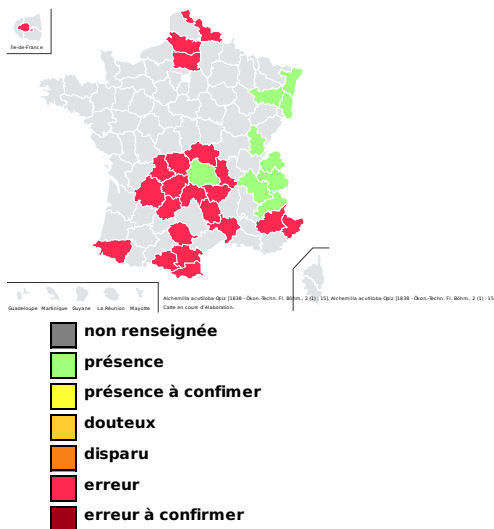 Île-de-France
Guadeloupe Martinique Guyane La Réunion Mayotte
Alchemilla acutiloba Opiz [1838 - Ökon.-Techn. Fl. Böhm., 2 (1) : 15], Alchemilla acutiloba Opiz [1838 - Ökon.-Techn. Fl. Böhm., 2 (1) : 15
Carte en cours d'élaboration.
non renseignée
présence
présence à confimer
douteux
disparu
erreur
erreur à confirmer